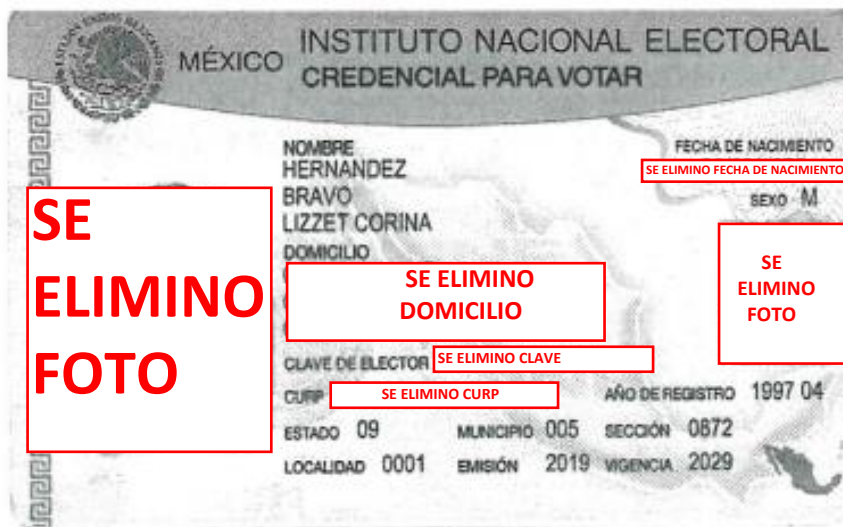 MÉXICO
INSTITUTO NACIONAL ELECTORAL
CREDENCIAL PARA VOTAR
NOMBRE
HERNANDEZ
BRAVO
LIZZET CORINA
FECHA DE NACIMIENTO
SE ELIMINO FECHA DE NACIMIENTO
SEXO M
SE
ELIMINO
FOTO
DOMICILIO
SE ELIMINO
DOMICILIO
SE
ELIMINO
FOTO
CLAVE DE ELECTOR SE ELIMINO CLAVE
CURP SE ELIMINO CURP AÑO DE REGISTRO 1997 04
ESTADO 09 MUNICIPIO 005 SECCIÓN 0872
LOCALIDAD 0001 EMISIÓN 2019 VIGENCIA 2029